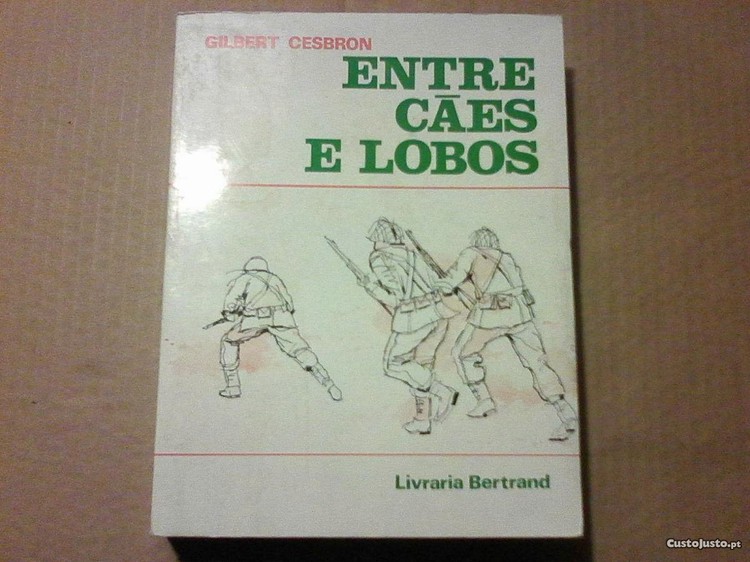 GILBERT CESBRON
ENTRE
CÃES
E LOBOS
Livraria Bertrand
CustoJusto.pt